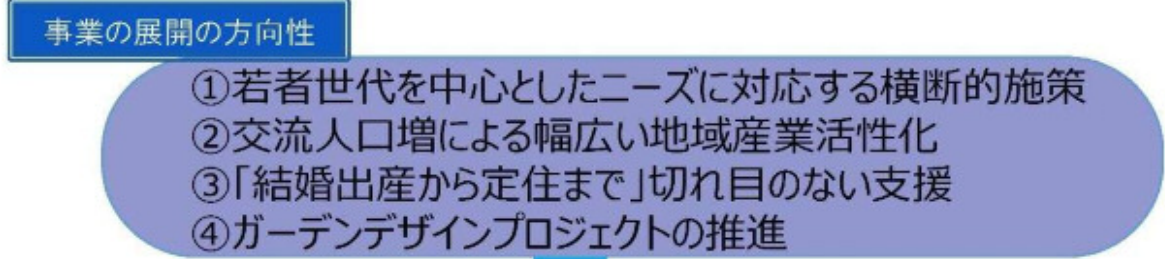 事業の展開の方向性
①若者世代を中心としたニーズに対応する横断的施策
②交流人口増による幅広い地域産業活性化
③｢結婚出産から定住まで｣切れ目のない支援
④ガーデンデザインプロジェクトの推進